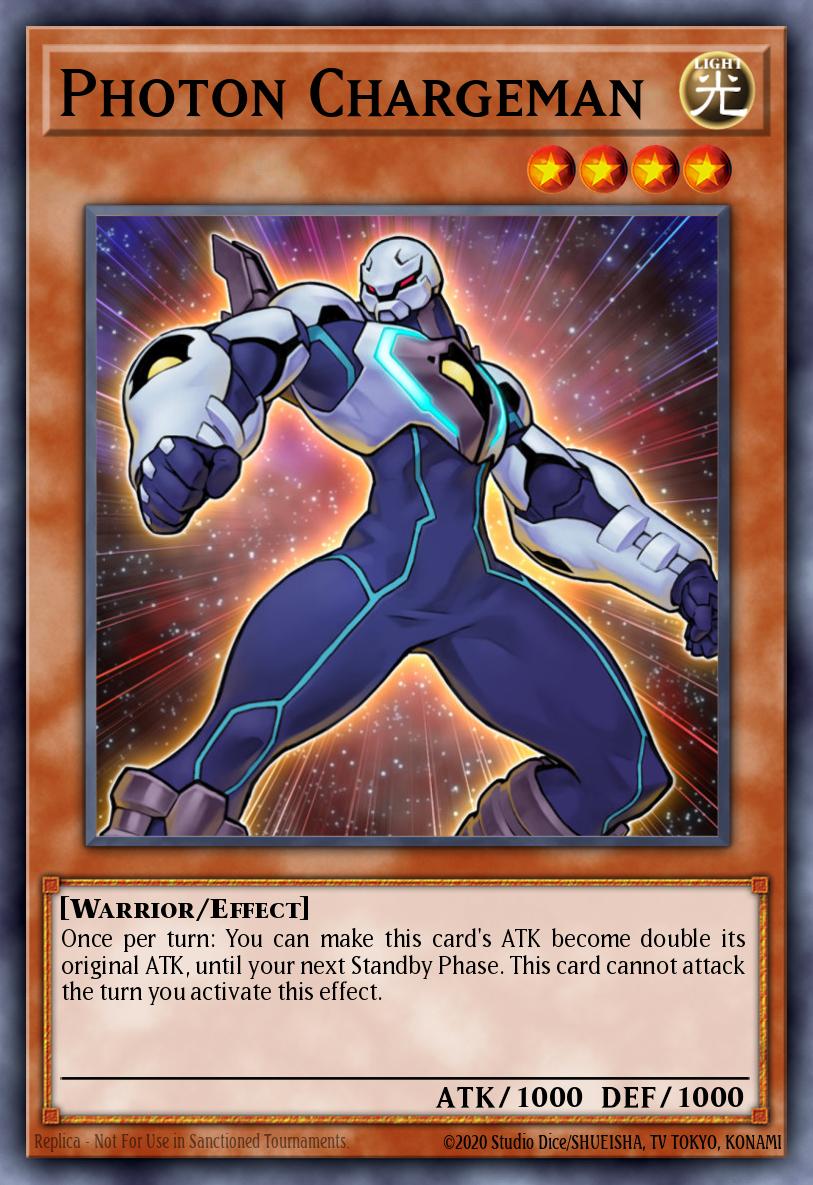 Photon Chargeman
LIGHT
光
[Warrior/Effect]
Once per turn: You can make this card's ATK become double its
original ATK, until your next Standby Phase. This card cannot attack
the turn you activate this effect.
ATK/1000 DEF/1000
Replica - Not For Use in Sanctioned Tournaments.
©2020 Studio Dice/SHUEISHA, TV TOKYO, KONAMI